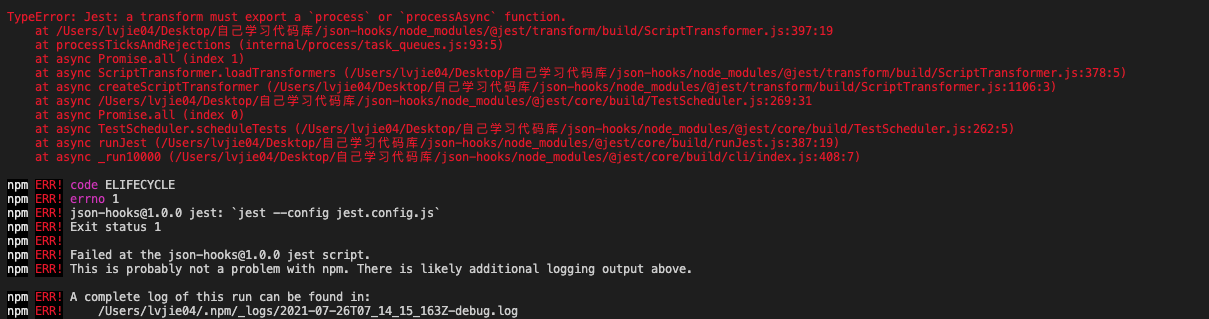 TypeError: Jest: a transform must export a `process` or `processAsync` function.
    at /Users/lvjie04/Desktop/自己学习代码库/json-hooks/node_modules/@jest/transform/build/ScriptTransformer.js:397:19
    at processTicksAndRejections (internal/process/task_queues.js:93:5)
    at async Promise.all (index 1)
    at async ScriptTransformer.loadTransformers (/Users/lvjie04/Desktop/自己学习代码库/json-hooks/node_modules/@jest/transform/build/ScriptTransformer.js:378:5)
    at async createScriptTransformer (/Users/lvjie04/Desktop/自己学习代码库/json-hooks/node_modules/@jest/transform/build/ScriptTransformer.js:1106:3)
    at async /Users/lvjie04/Desktop/自己学习代码库/json-hooks/node_modules/@jest/core/build/TestScheduler.js:269:31
    at async Promise.all (index 0)
    at async TestScheduler.scheduleTests (/Users/lvjie04/Desktop/自己学习代码库/json-hooks/node_modules/@jest/core/build/TestScheduler.js:262:5)
    at async runJest (/Users/lvjie04/Desktop/自己学习代码库/json-hooks/node_modules/@jest/core/build/runJest.js:387:19)
    at async _run10000 (/Users/lvjie04/Desktop/自己学习代码库/json-hooks/node_modules/@jest/core/build/cli/index.js:408:7)
npm ERR! code ELIFECYCLE
npm ERR! errno 1
npm ERR! json-hooks@1.0.0 jest: `jest --config jest.config.js`
npm ERR! Exit status 1
npm ERR!
npm ERR! Failed at the json-hooks@1.0.0 jest script.
npm ERR! This is probably not a problem with npm. There is likely additional logging output above.
npm ERR! A complete log of this run can be found in:
npm ERR!     /Users/lvjie04/.npm/_logs/2021-07-26T07_14_15_163Z-debug.log